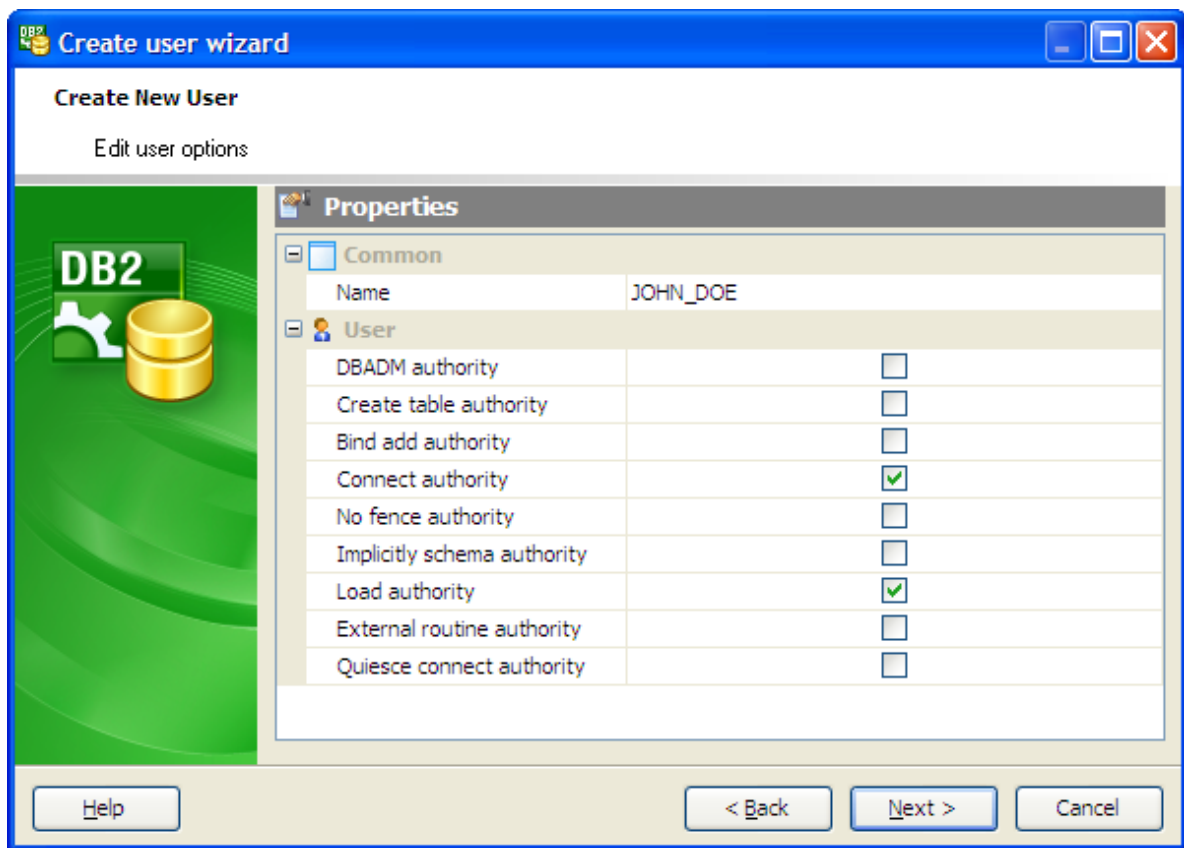 Create user wizard
Create New User
Edit user options
Properties
DB2
Common
Name JOHN_DOE
User
DBADM authority
Create table authority
Bind add authority
Connect authority
No fence authority
Implicitly schema authority
Load authority
External routine authority
Quiesce connect authority
Help < Back Next > Cancel